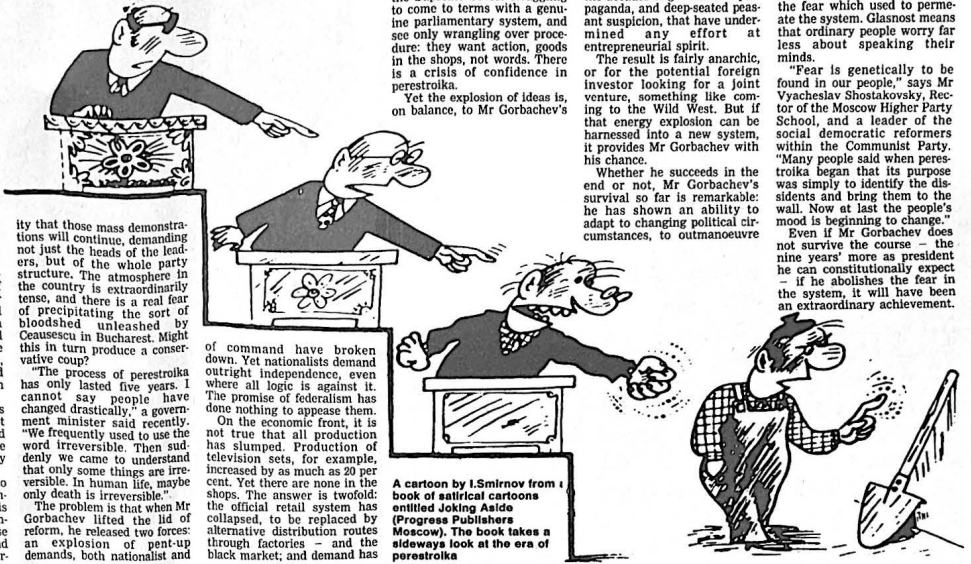 ity that those mass demonstra-
tions will continue, demanding
not just the heads of the lead-
ers, but of the whole party
structure. The atmosphere in
the country is extraordinarily
tense, and there is a real fear
of precipitating the sort of
bloodshed unleashed by
Ceausescu in Bucharest. Might
this in turn produce a conser-
vative coup?
"The process of perestroika
has only lasted five years. I
cannot say people have
changed drastically," a govern-
ment minister said recently.
"We frequently used to use the
word irreversible. Then sud-
denly we came to understand
that only some things are irre-
versible. In human life, maybe
only death is irreversible."
The problem is that when Mr
Gorbachev lifted the lid of
reform, he released two forces:
an explosion of pent-up
demands, both nationalist and
of command have broken
down. Yet nationalists demand
outright independence, even
where all logic is against it.
The promise of federalism has
done nothing to appease them.
On the economic front, it is
not true that all production
has slumped. Production of
television sets, for example,
increased by as much as 20 per
cent. Yet there are none in the
shops. The answer is twofold:
the official retail system has
collapsed, to be replaced by
alternative distribution routes
through factories – and the
black market; and demand has
to come to terms with a genu-
ine parliamentary system, and
see only wrangling over proce-
dure: they want action, goods
in the shops, not words. There
is a crisis of confidence in
perestroika.
Yet the explosion of ideas is,
on balance, to Mr Gorbachev's
A cartoon by I.Smirnov from a
book of satirical cartoons
entitled Joking Aside
(Progress Publishers
Moscow). The book takes a
sideways look at the era of
perestroika
paganda, and deep-seated peas-
ant suspicion, that have under-
mined any effort at
entrepreneurial spirit.
The result is fairly anarchic,
or for the potential foreign
investor looking for a joint
venture, something like com-
ing to the Wild West. But if
that energy explosion can be
harnessed into a new system,
it provides Mr Gorbachev with
his chance.
Whether he succeeds in the
end or not, Mr Gorbachev's
survival so far is remarkable:
he has shown an ability to
adapt to changing political cir-
cumstances, to outmanoeuvre
the fear which used to perme-
ate the system. Glasnost means
that ordinary people worry far
less about speaking their
minds.
"Fear is genetically to be
found in our people," says Mr
Vyacheslav Shostakovsky, Rec-
tor of the Moscow Higher Party
School, and a leader of the
social democratic reformers
within the Communist Party.
"Many people said when peres-
troika began that its purpose
was simply to identify the dis-
sidents and bring them to the
wall. Now at last the people's
mood is beginning to change."
Even if Mr Gorbachev does
not survive the course – the
nine years' more as president
he can constitutionally expect
– if he abolishes the fear in
the system, it will have been
an extraordinary achievement.